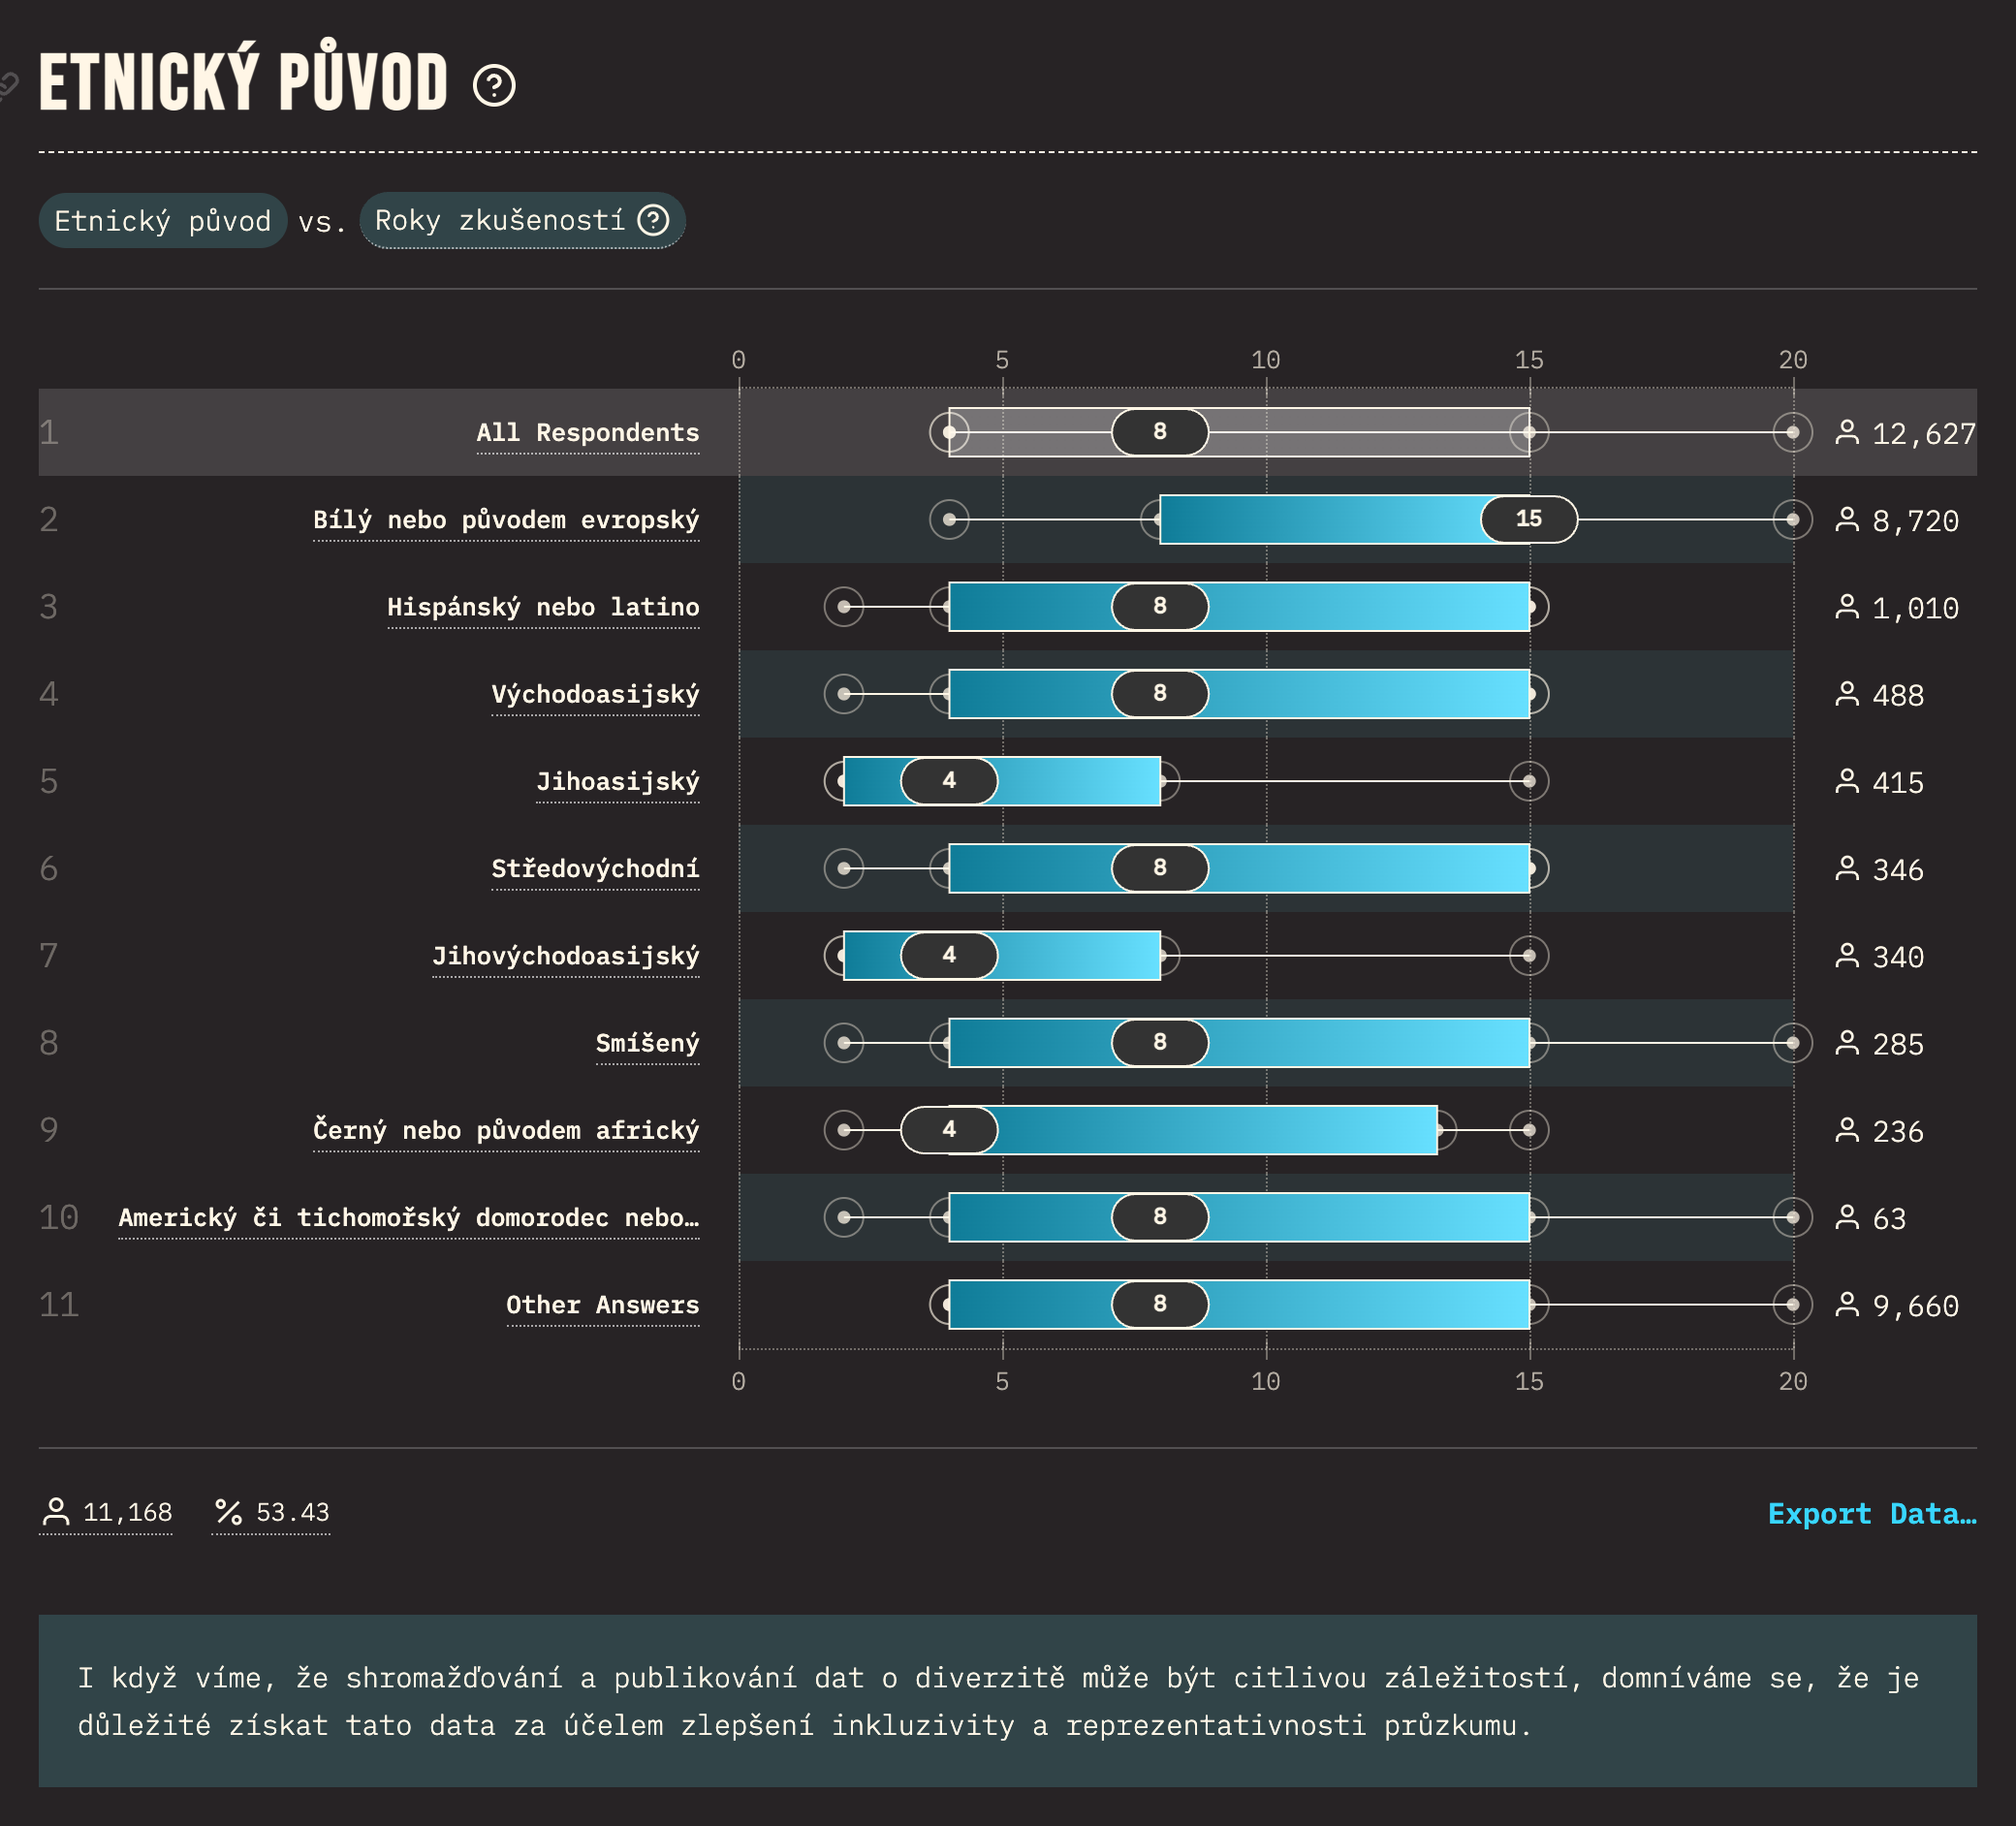 ETNICKÝ PŮVOD ?
Etnický původ vs. Roky zkušeností ?
0 5 10 15 20
1 All Respondents 8 12,627
2 Bílý nebo původem evropský 15 8,720
3 Hispánský nebo latino 8 1,010
4 Východoasijský 8 488
5 Jihoasijský 4 415
6 Středovýchodní 8 346
7 Jihovýchodoasijský 4 340
8 Smíšený 8 285
9 Černý nebo původem africký 4 236
10 Americký či tichomořský domorodec nebo… 8 63
11 Other Answers 8 9,660
0 5 10 15 20
11,168 % 53.43 Export Data…
I když víme, že shromažďování a publikování dat o diverzitě může být citlivou záležitostí, domníváme se, že je
důležité získat tato data za účelem zlepšení inkluzivity a reprezentativnosti průzkumu.